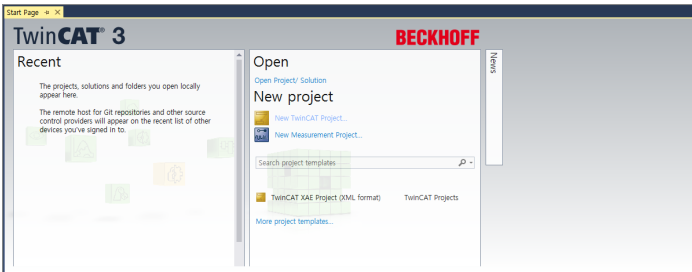 Start Page
TwinCAT® 3
BECKHOFF
Recent
The projects, solutions and folders you open locally
appear here.
The remote host for Git repositories and other source
control providers will appear on the recent list of other
devices you've signed in to.
Open
Open Project/ Solution
New project
New TwinCAT Project...
New Measurement Project...
Search project templates
TwinCAT XAE Project (XML format) TwinCAT Projects
More project templates...
News